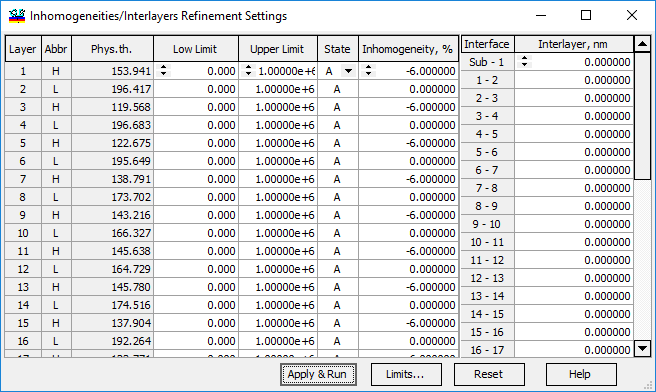 Inhomogeneities/Interlayers Refinement Settings
Layer Abbr Phys.th. Low Limit Upper Limit State Inhomogeneity, % Interface Interlayer, nm
1 H 153.941 0.000 1.00000e+6 A -6.000000 Sub - 1 0.000000
2 L 196.417 0.000 1.00000e+6 A 0.000000 1 - 2 0.000000
3 H 119.568 0.000 1.00000e+6 A -6.000000 2 - 3 0.000000
4 L 196.683 0.000 1.00000e+6 A 0.000000 3 - 4 0.000000
5 H 122.675 0.000 1.00000e+6 A -6.000000 4 - 5 0.000000
6 L 195.649 0.000 1.00000e+6 A 0.000000 5 - 6 0.000000
7 H 138.791 0.000 1.00000e+6 A -6.000000 6 - 7 0.000000
8 L 173.702 0.000 1.00000e+6 A 0.000000 7 - 8 0.000000
9 H 143.216 0.000 1.00000e+6 A -6.000000 8 - 9 0.000000
10 L 166.327 0.000 1.00000e+6 A 0.000000 9 - 10 0.000000
11 H 145.638 0.000 1.00000e+6 A -6.000000 10 - 11 0.000000
12 L 164.729 0.000 1.00000e+6 A 0.000000 11 - 12 0.000000
13 H 145.780 0.000 1.00000e+6 A -6.000000 12 - 13 0.000000
14 L 174.516 0.000 1.00000e+6 A 0.000000 13 - 14 0.000000
15 H 137.904 0.000 1.00000e+6 A -6.000000 14 - 15 0.000000
16 L 192.264 0.000 1.00000e+6 A 0.000000 15 - 16 0.000000
16 - 17 0.000000
Apply & Run Limits... Reset Help